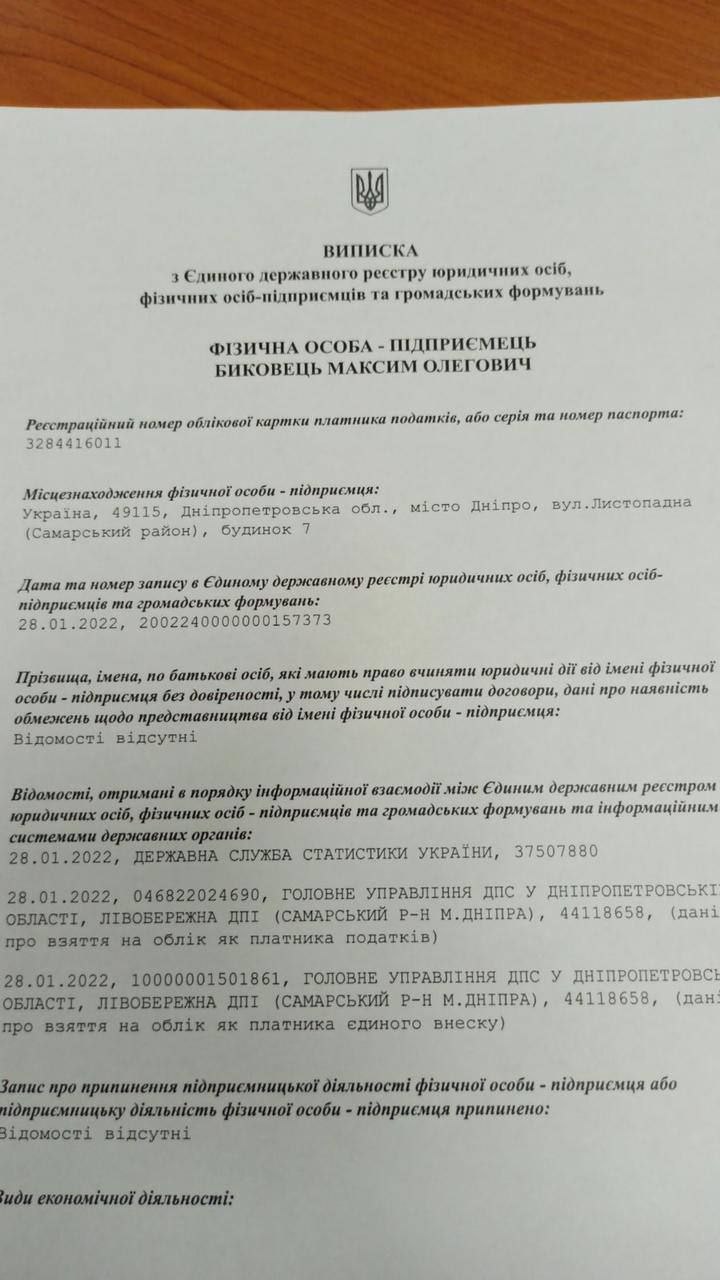 ВИПИСКА
з Єдиного державного реєстру юридичних осіб,
фізичних осіб-підприємців та громадських формувань
ФІЗИЧНА ОСОБА - ПІДПРИЄМЕЦЬ
БИКОВЕЦЬ МАКСИМ ОЛЕГОВИЧ
Реєстраційний номер облікової картки платника податків, або серія та номер паспорта:
3284416011
Місцезнаходження фізичної особи - підприємця:
Україна, 49115, Дніпропетровська обл., місто Дніпро, вул.Листопадна
(Самарський район), будинок 7
Дата та номер запису в Єдиному державному реєстрі юридичних осіб, фізичних осіб-
підприємців та громадських формувань:
28.01.2022, 2002240000000157373
Прізвища, імена, по батькові осіб, які мають право вчиняти юридичні дії від імені фізичної
особи - підприємця без довіреності, у тому числі підписувати договори, дані про наявність
обмежень щодо представництва від імені фізичної особи - підприємця:
Відомості відсутні
Відомості, отримані в порядку інформаційної взаємодії між Єдиним державним реєстром
юридичних осіб, фізичних осіб - підприємців та громадських формувань та інформаційним
системами державних органів:
28.01.2022, ДЕРЖАВНА СЛУЖБА СТАТИСТИКИ УКРАЇНИ, 37507880
28.01.2022, 046822024690, ГОЛОВНЕ УПРАВЛІННЯ ДПС У ДНІПРОПЕТРОВСЬКІ
ОБЛАСТІ, ЛІВОБЕРЕЖНА ДПІ (САМАРСЬКИЙ Р-Н М.ДНІПРА), 44118658, (дані
про взяття на облік як платника податків)
28.01.2022, 10000001501861, ГОЛОВНЕ УПРАВЛІННЯ ДПС У ДНІПРОПЕТРОВСЬ
ОБЛАСТІ, ЛІВОБЕРЕЖНА ДПІ (САМАРСЬКИЙ Р-Н М.ДНІПРА), 44118658, (дані
про взяття на облік як платника єдиного внеску)
Запис про припинення підприємницької діяльності фізичної особи - підприємця або
підприємницьку діяльність фізичної особи - підприємця припинено:
Відомості відсутні
Види економічної діяльності: